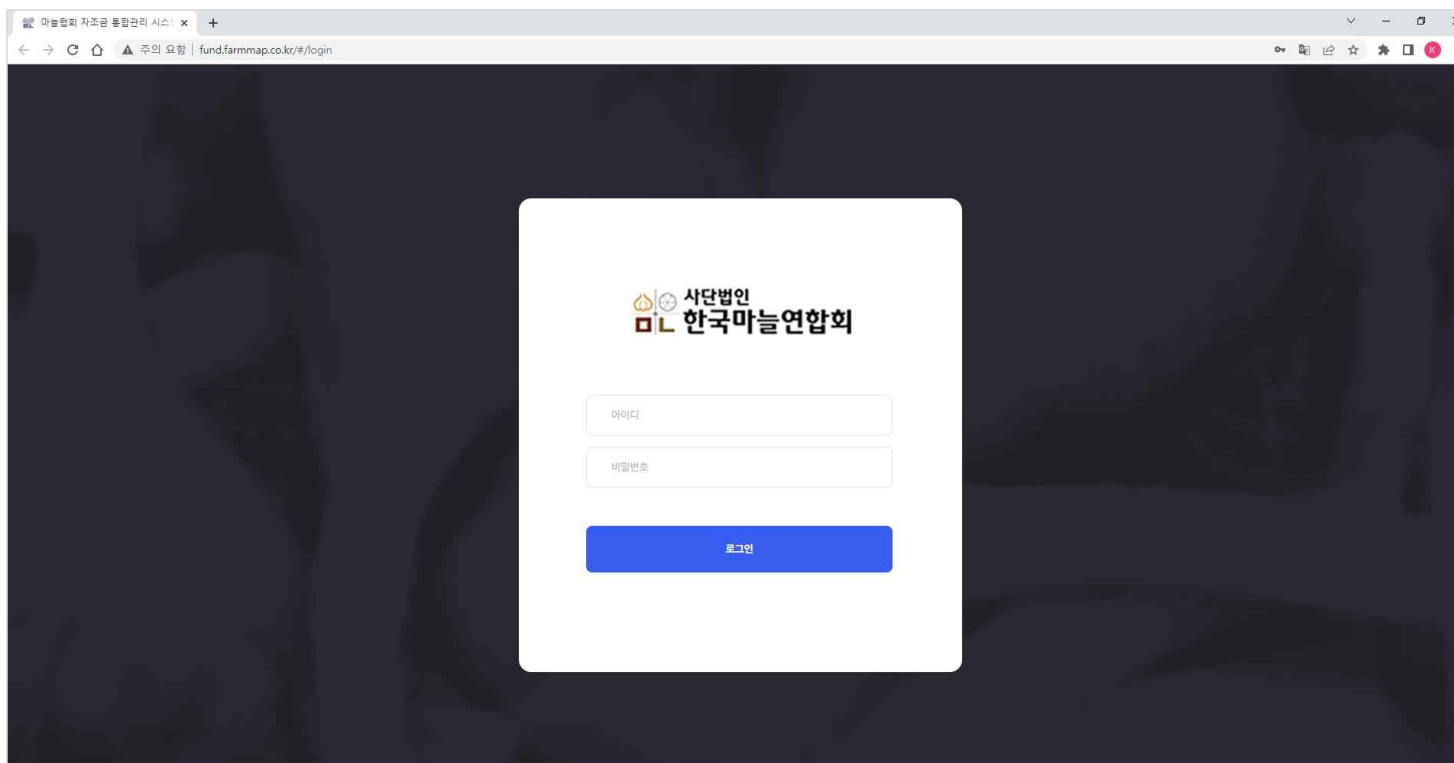 마늘협회 자조금 통합관리 시스
주의 요함 fund.farmmap.co.kr/#/login
K
사단법인
한국마늘연합회
아이디
비밀번호
로그인